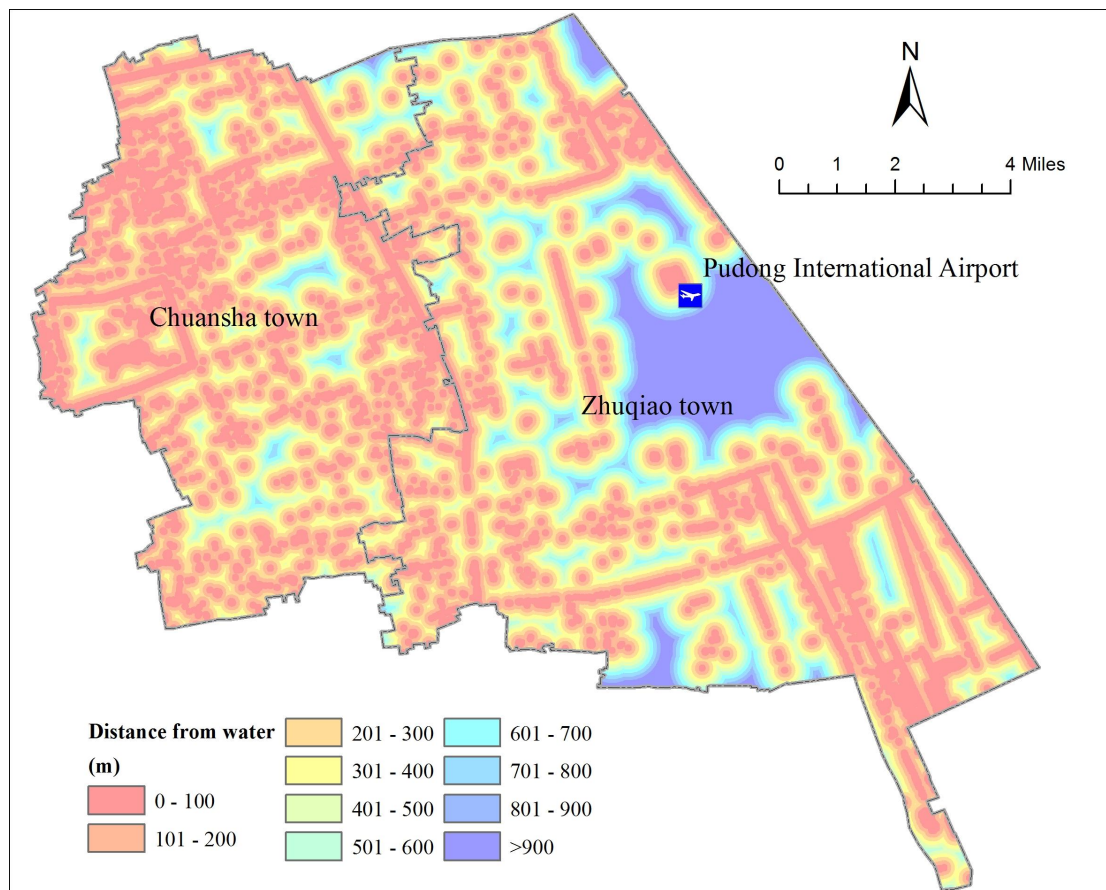 N
0 1 2 4 Miles
Pudong International Airport
Chuansha town
Zhuqiao town
Distance from water
(m)
0 - 100
101 - 200
201 - 300
301 - 400
401 - 500
501 - 600
601 - 700
701 - 800
801 - 900
>900